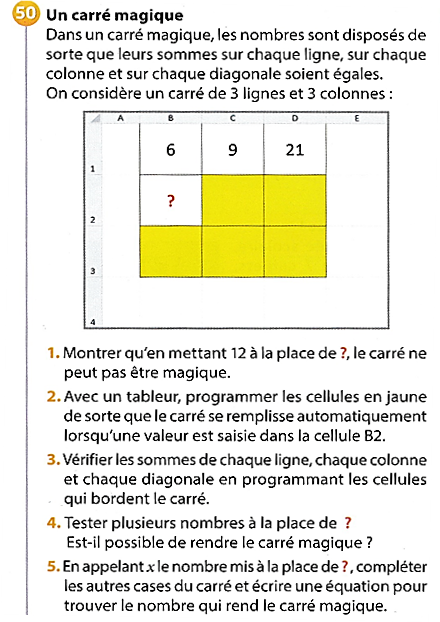 50 Un carré magique
Dans un carré magique, les nombres sont disposés de
sorte que leurs sommes sur chaque ligne, sur chaque
colonne et sur chaque diagonale soient égales.
On considère un carré de 3 lignes et 3 colonnes :
A B C D E
1 6 9 21
2 ?
3
4
1. Montrer qu'en mettant 12 à la place de ?, le carré ne
peut pas être magique.
2. Avec un tableur, programmer les cellules en jaune
de sorte que le carré se remplisse automatiquement
lorsqu'une valeur est saisie dans la cellule B2.
3. Vérifier les sommes de chaque ligne, chaque colonne
et chaque diagonale en programmant les cellules
qui bordent le carré.
4. Tester plusieurs nombres à la place de ?
Est-il possible de rendre le carré magique ?
5. En appelant x le nombre mis à la place de ?, compléter
les autres cases du carré et écrire une équation pour
trouver le nombre qui rend le carré magique.